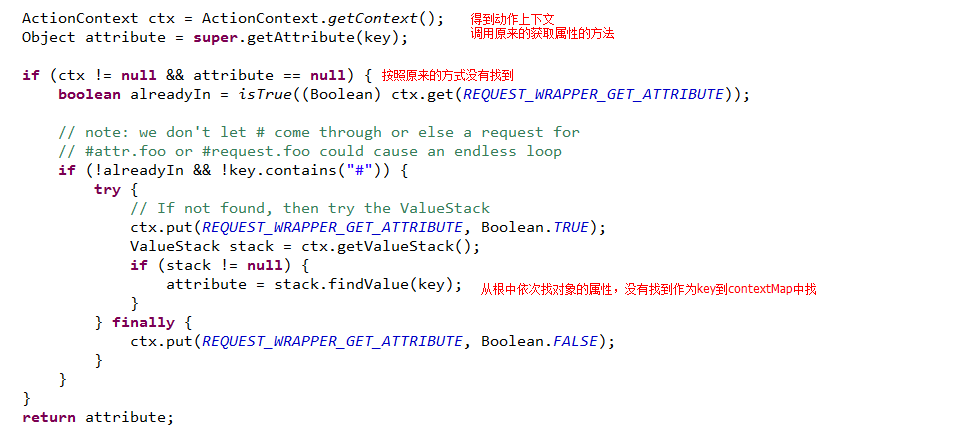 ActionContext ctx = ActionContext.getContext(); 得到动作上下文
Object attribute = super.getAttribute(key); 调用原来的获取属性的方法
if (ctx != null && attribute == null) { 按照原来的方式没有找到
boolean alreadyIn = isTrue((Boolean) ctx.get(REQUEST_WRAPPER_GET_ATTRIBUTE));
// note: we don't let # come through or else a request for
// #attr.foo or #request.foo could cause an endless loop
if (!alreadyIn && !key.contains("#")) {
try {
// If not found, then try the ValueStack
ctx.put(REQUEST_WRAPPER_GET_ATTRIBUTE, Boolean.TRUE);
ValueStack stack = ctx.getValueStack();
if (stack != null) {
attribute = stack.findValue(key); 从根中依次找对象的属性，没有找到作为key到contextMap中找
}
} finally {
ctx.put(REQUEST_WRAPPER_GET_ATTRIBUTE, Boolean.FALSE);
}
}
}
return attribute;